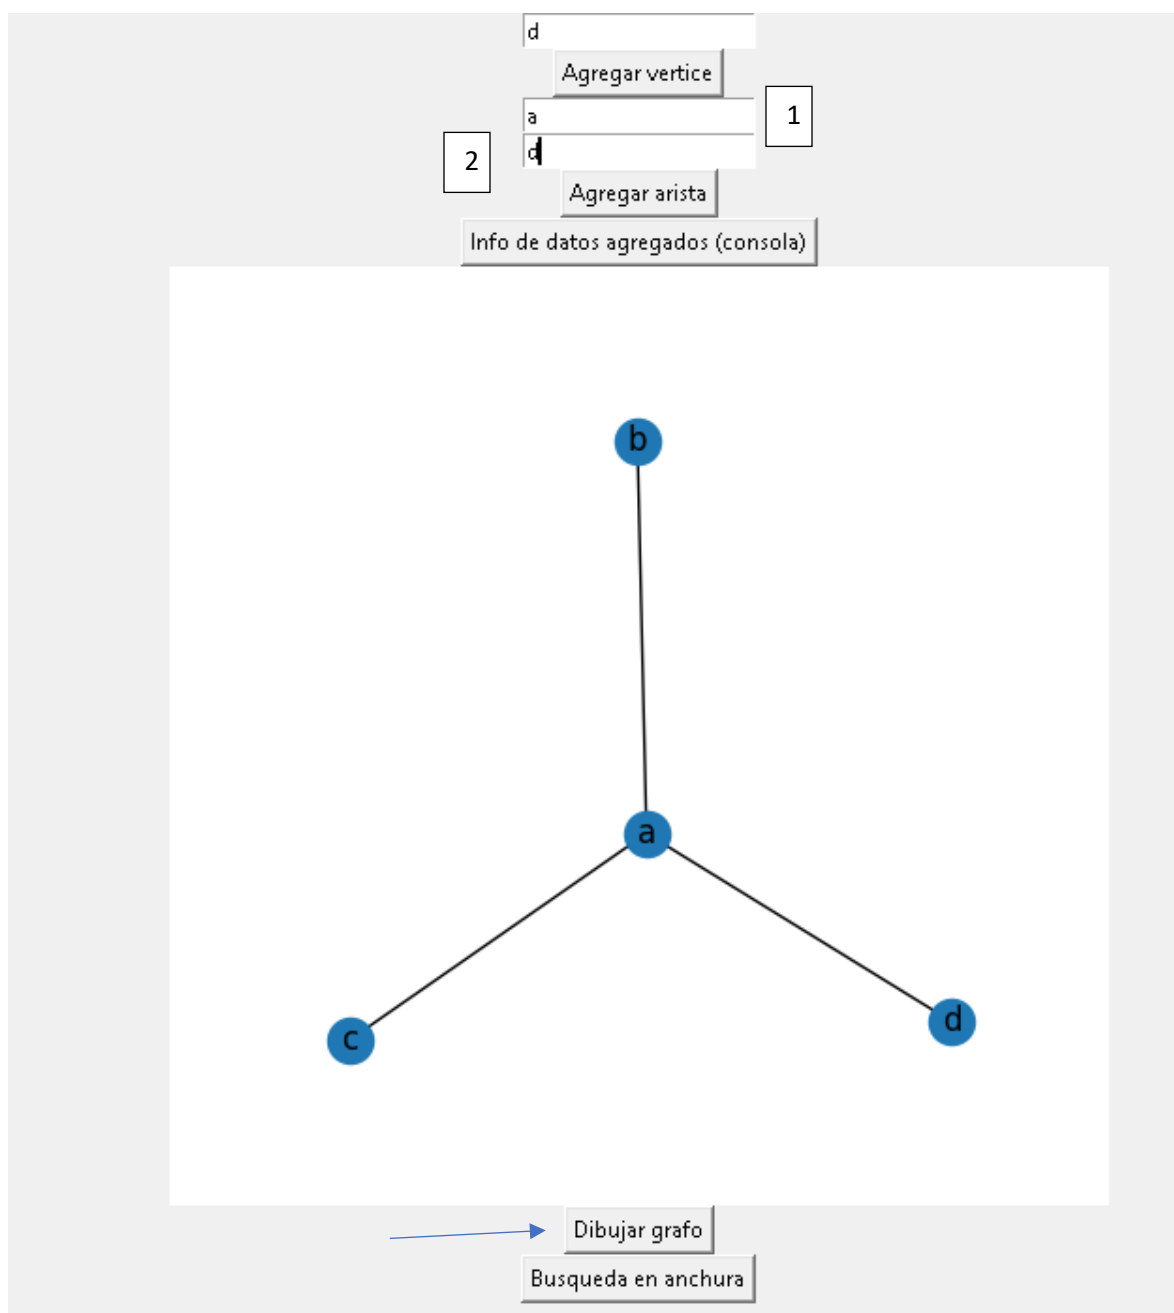 d
Agregar vertice
a
1
d
2
Agregar arista
Info de datos agregados (consola)
b
a
c
d
Dibujar grafo
Busqueda en anchura